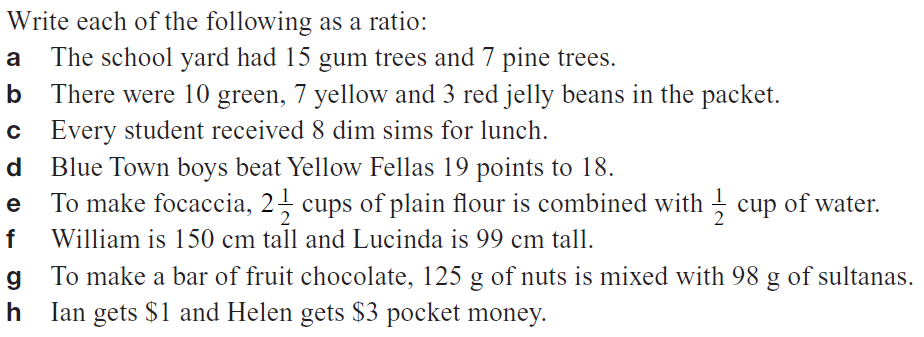 Write each of the following as a ratio:
a The school yard had 15 gum trees and 7 pine trees.
b There were 10 green, 7 yellow and 3 red jelly beans in the packet.
c Every student received 8 dim sims for lunch.
d Blue Town boys beat Yellow Fellas 19 points to 18.
e To make focaccia, 2 1/2 cups of plain flour is combined with 1/2 cup of water.
f William is 150 cm tall and Lucinda is 99 cm tall.
g To make a bar of fruit chocolate, 125 g of nuts is mixed with 98 g of sultanas.
h Ian gets $1 and Helen gets $3 pocket money.